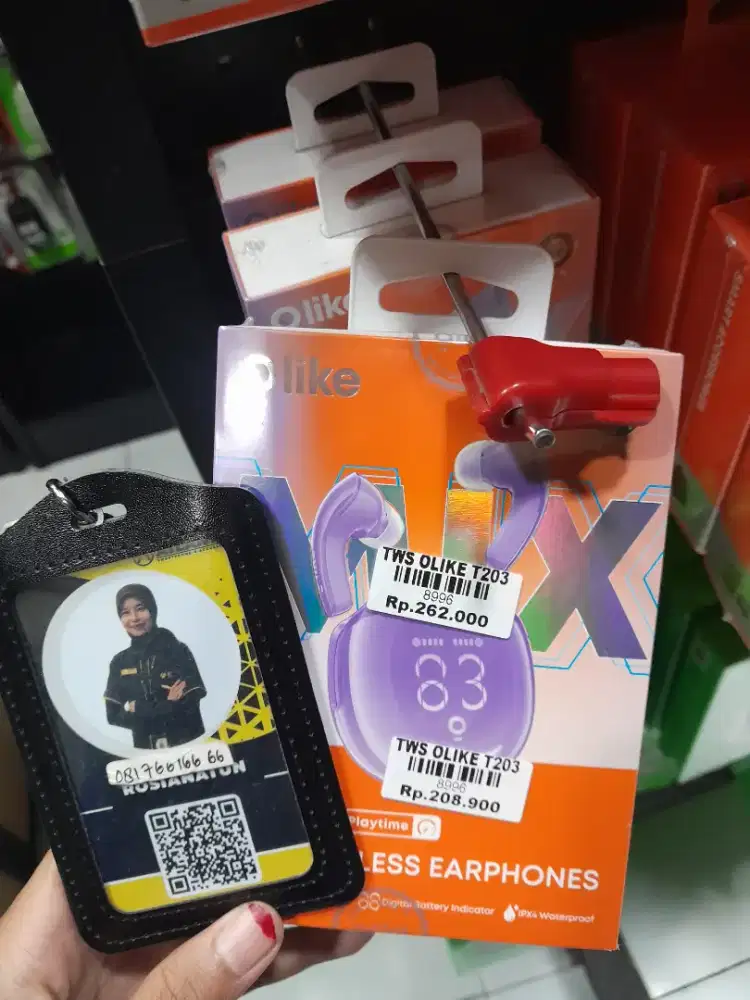 Olike
Olike
MIX
TWS OLIKE T203
8996
Rp.262.000
83
TWS OLIKE T203
8996
Rp.208.900
Playtime
LESS EARPHONES
Digital Battery Indicator
IPX4 Waterproof
081766166 66
ROSIANATUN